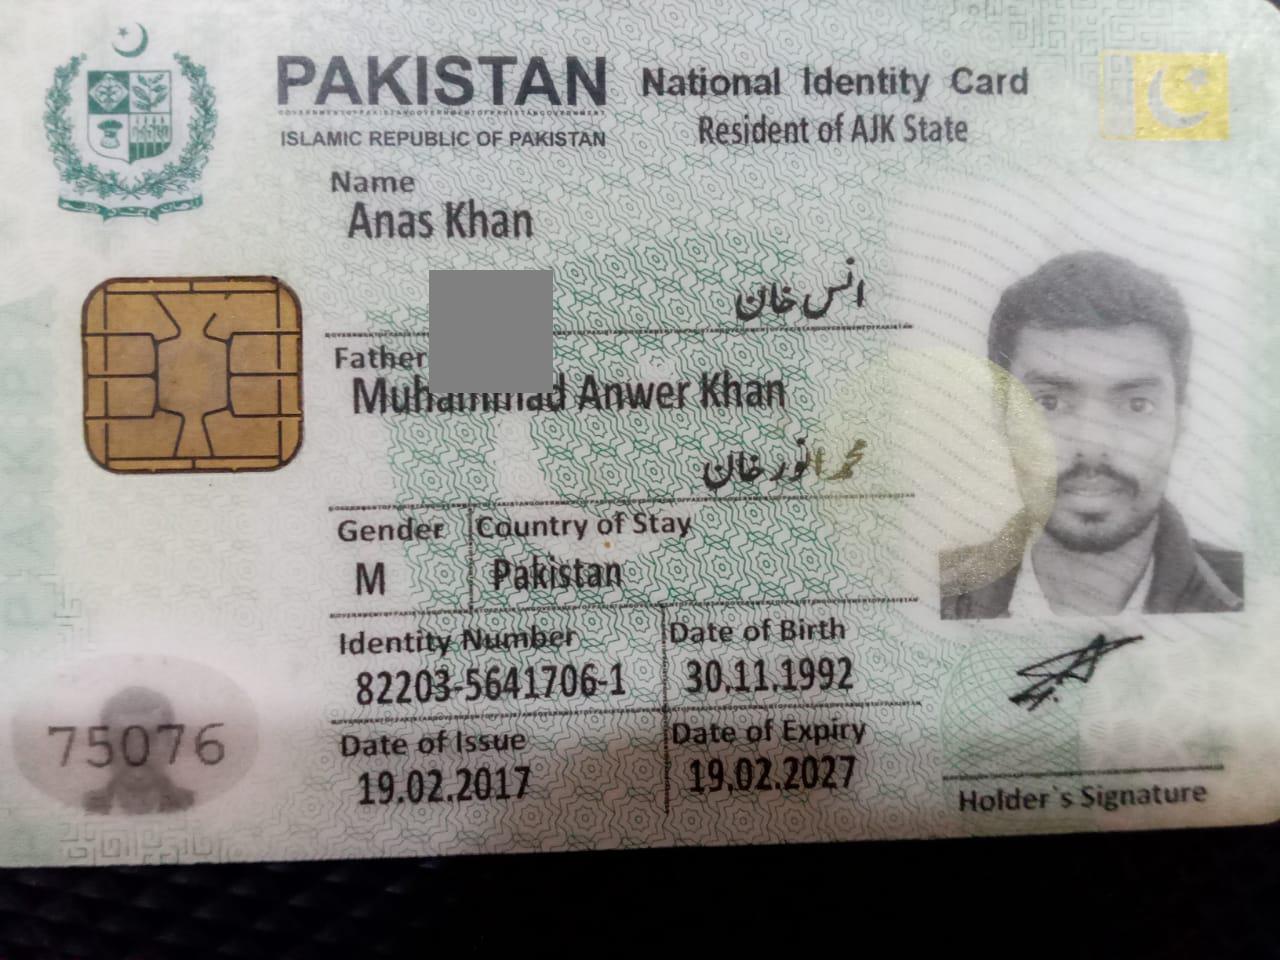 PAKISTAN National Identity Card
ISLAMIC REPUBLIC OF PAKISTAN Resident of AJK State
Name
Anas Khan
انس خان
Father
Muhammad Anwer Khan
محمد انور خان
Gender Country of Stay
M Pakistan
Identity Number Date of Birth
82203-5641706-1 30.11.1992
75076
Date of Issue Date of Expiry
19.02.2017 19.02.2027
Holder's Signature